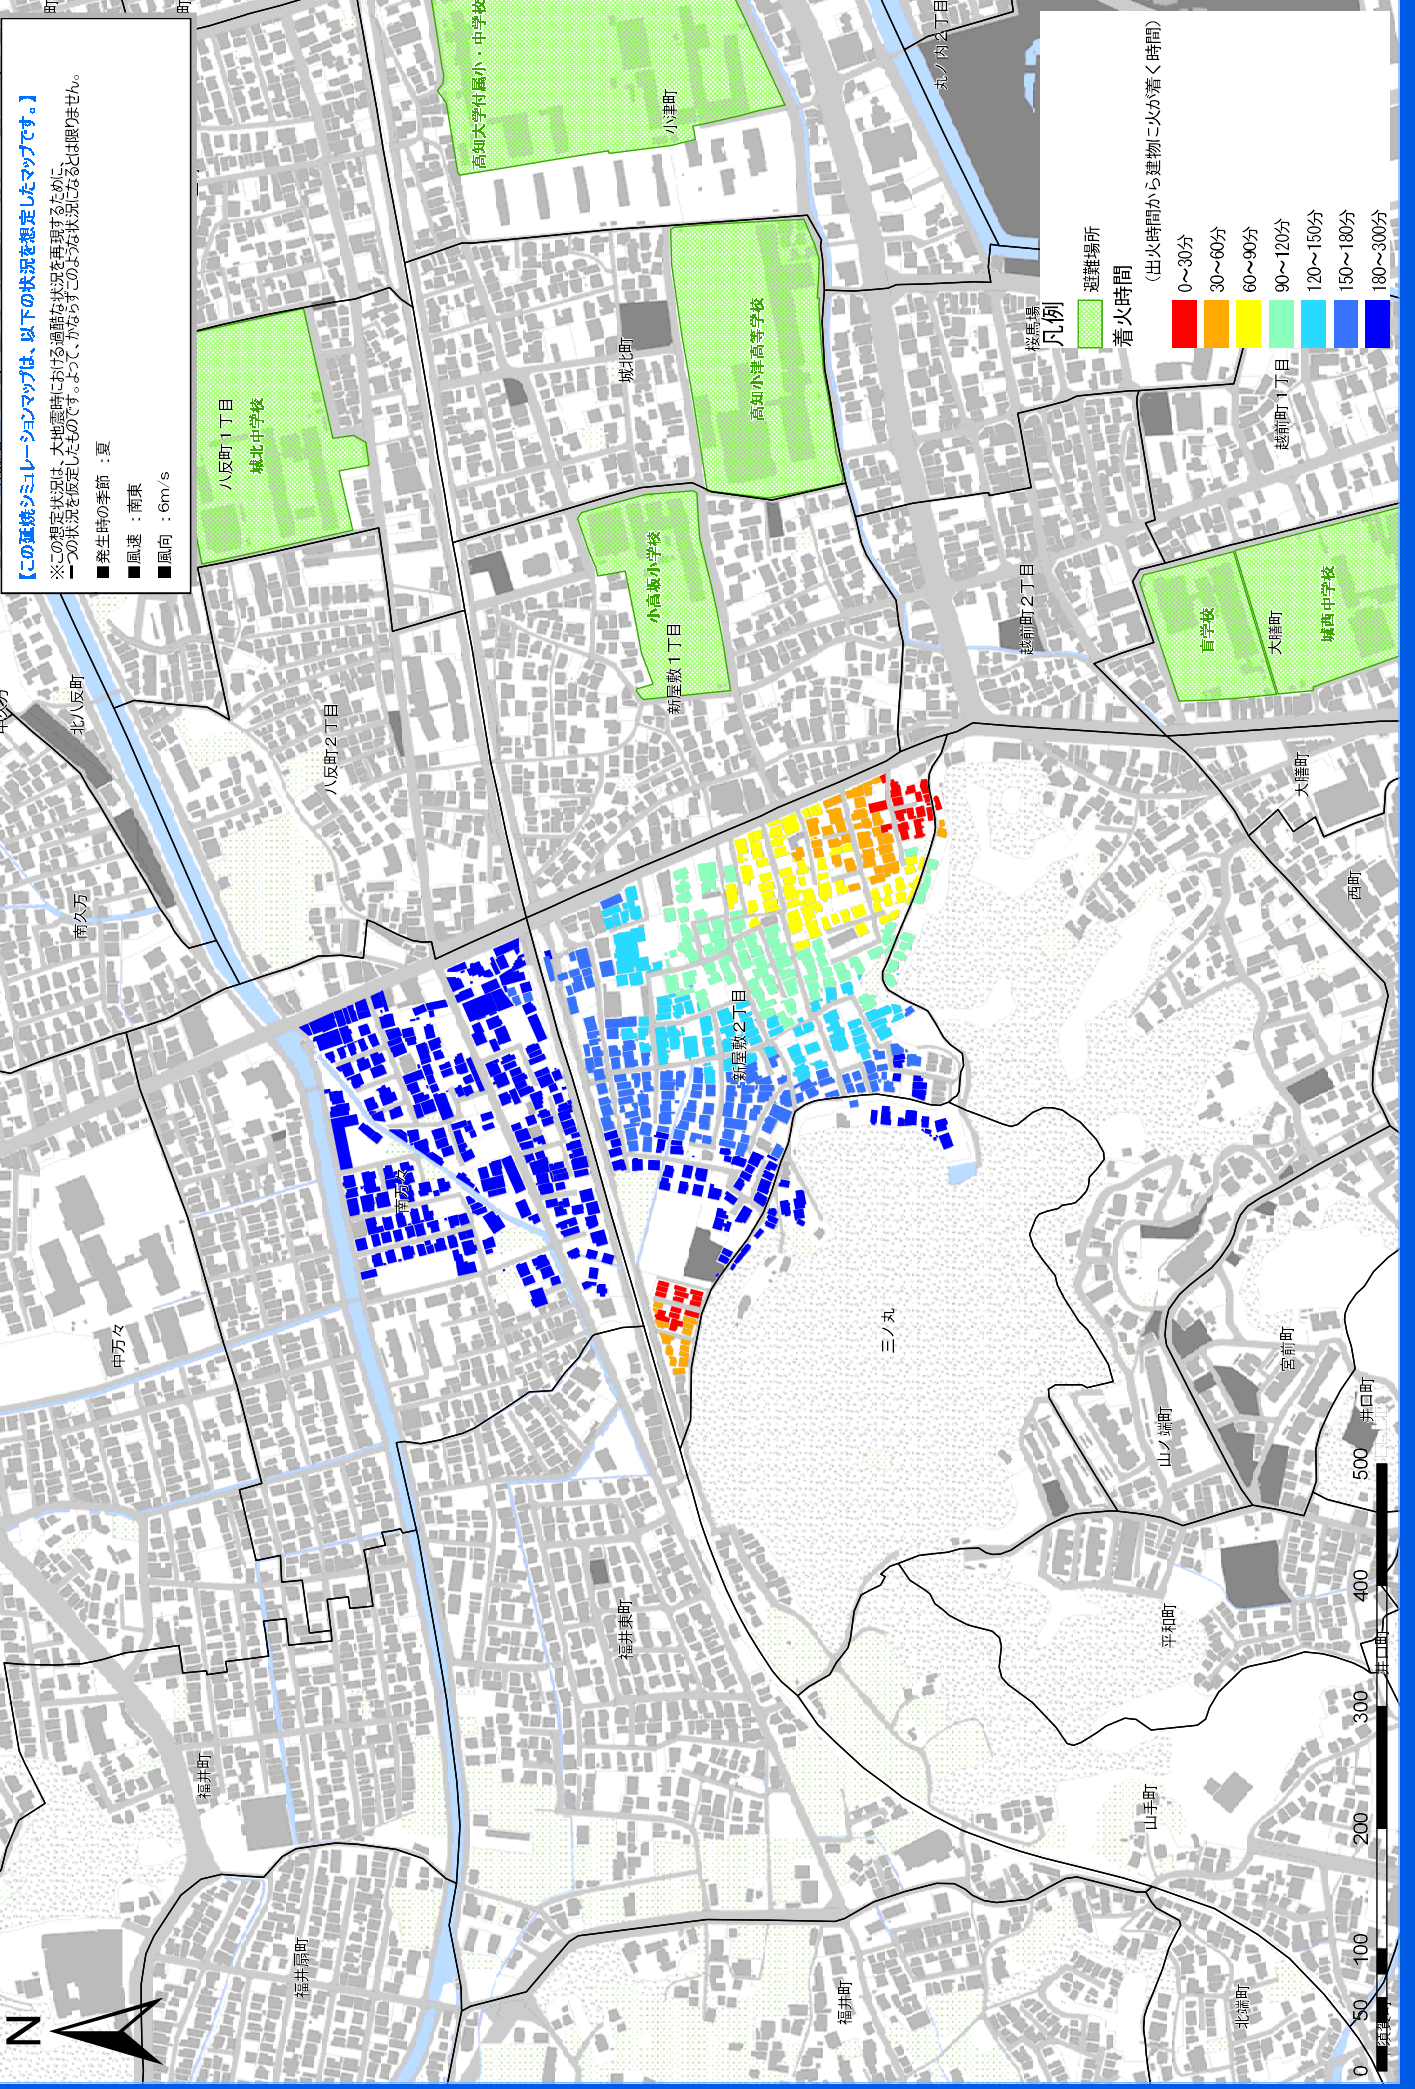 【この延焼シミュレーションマップは、以下の状況を想定したマップです。】
※この想定状況は、大地震時における過酷な状況を再現するために、
一つの状況を仮定したものです。よって、かならずこのような状況になるとは限りません。
■発生時の季節：夏
■風速：南東
■風向：6m/s
N
福井扇町
福井町
中万々
南久万
北八反町
八反町２丁目
八反町１丁目
城北中学校
南万々
福井東町
新屋敷２丁目
新屋敷１丁目
小高坂小学校
城北町
高知小津高等学校
高知大学付属小・中学校
小津町
丸ノ内２丁目
福井町
三ノ丸
越前町２丁目
桜馬場
山手町
平和町
山ノ端町
北端町
宮前町
井口町
井口町
西町
大膳町
盲学校
大膳町
城西中学校
越前町１丁目
凡例
避難場所
着火時間
（出火時間から建物に火が着く時間）
0～30分
30～60分
60～90分
90～120分
120～150分
150～180分
180～300分
0 50 100 200 300 400 500